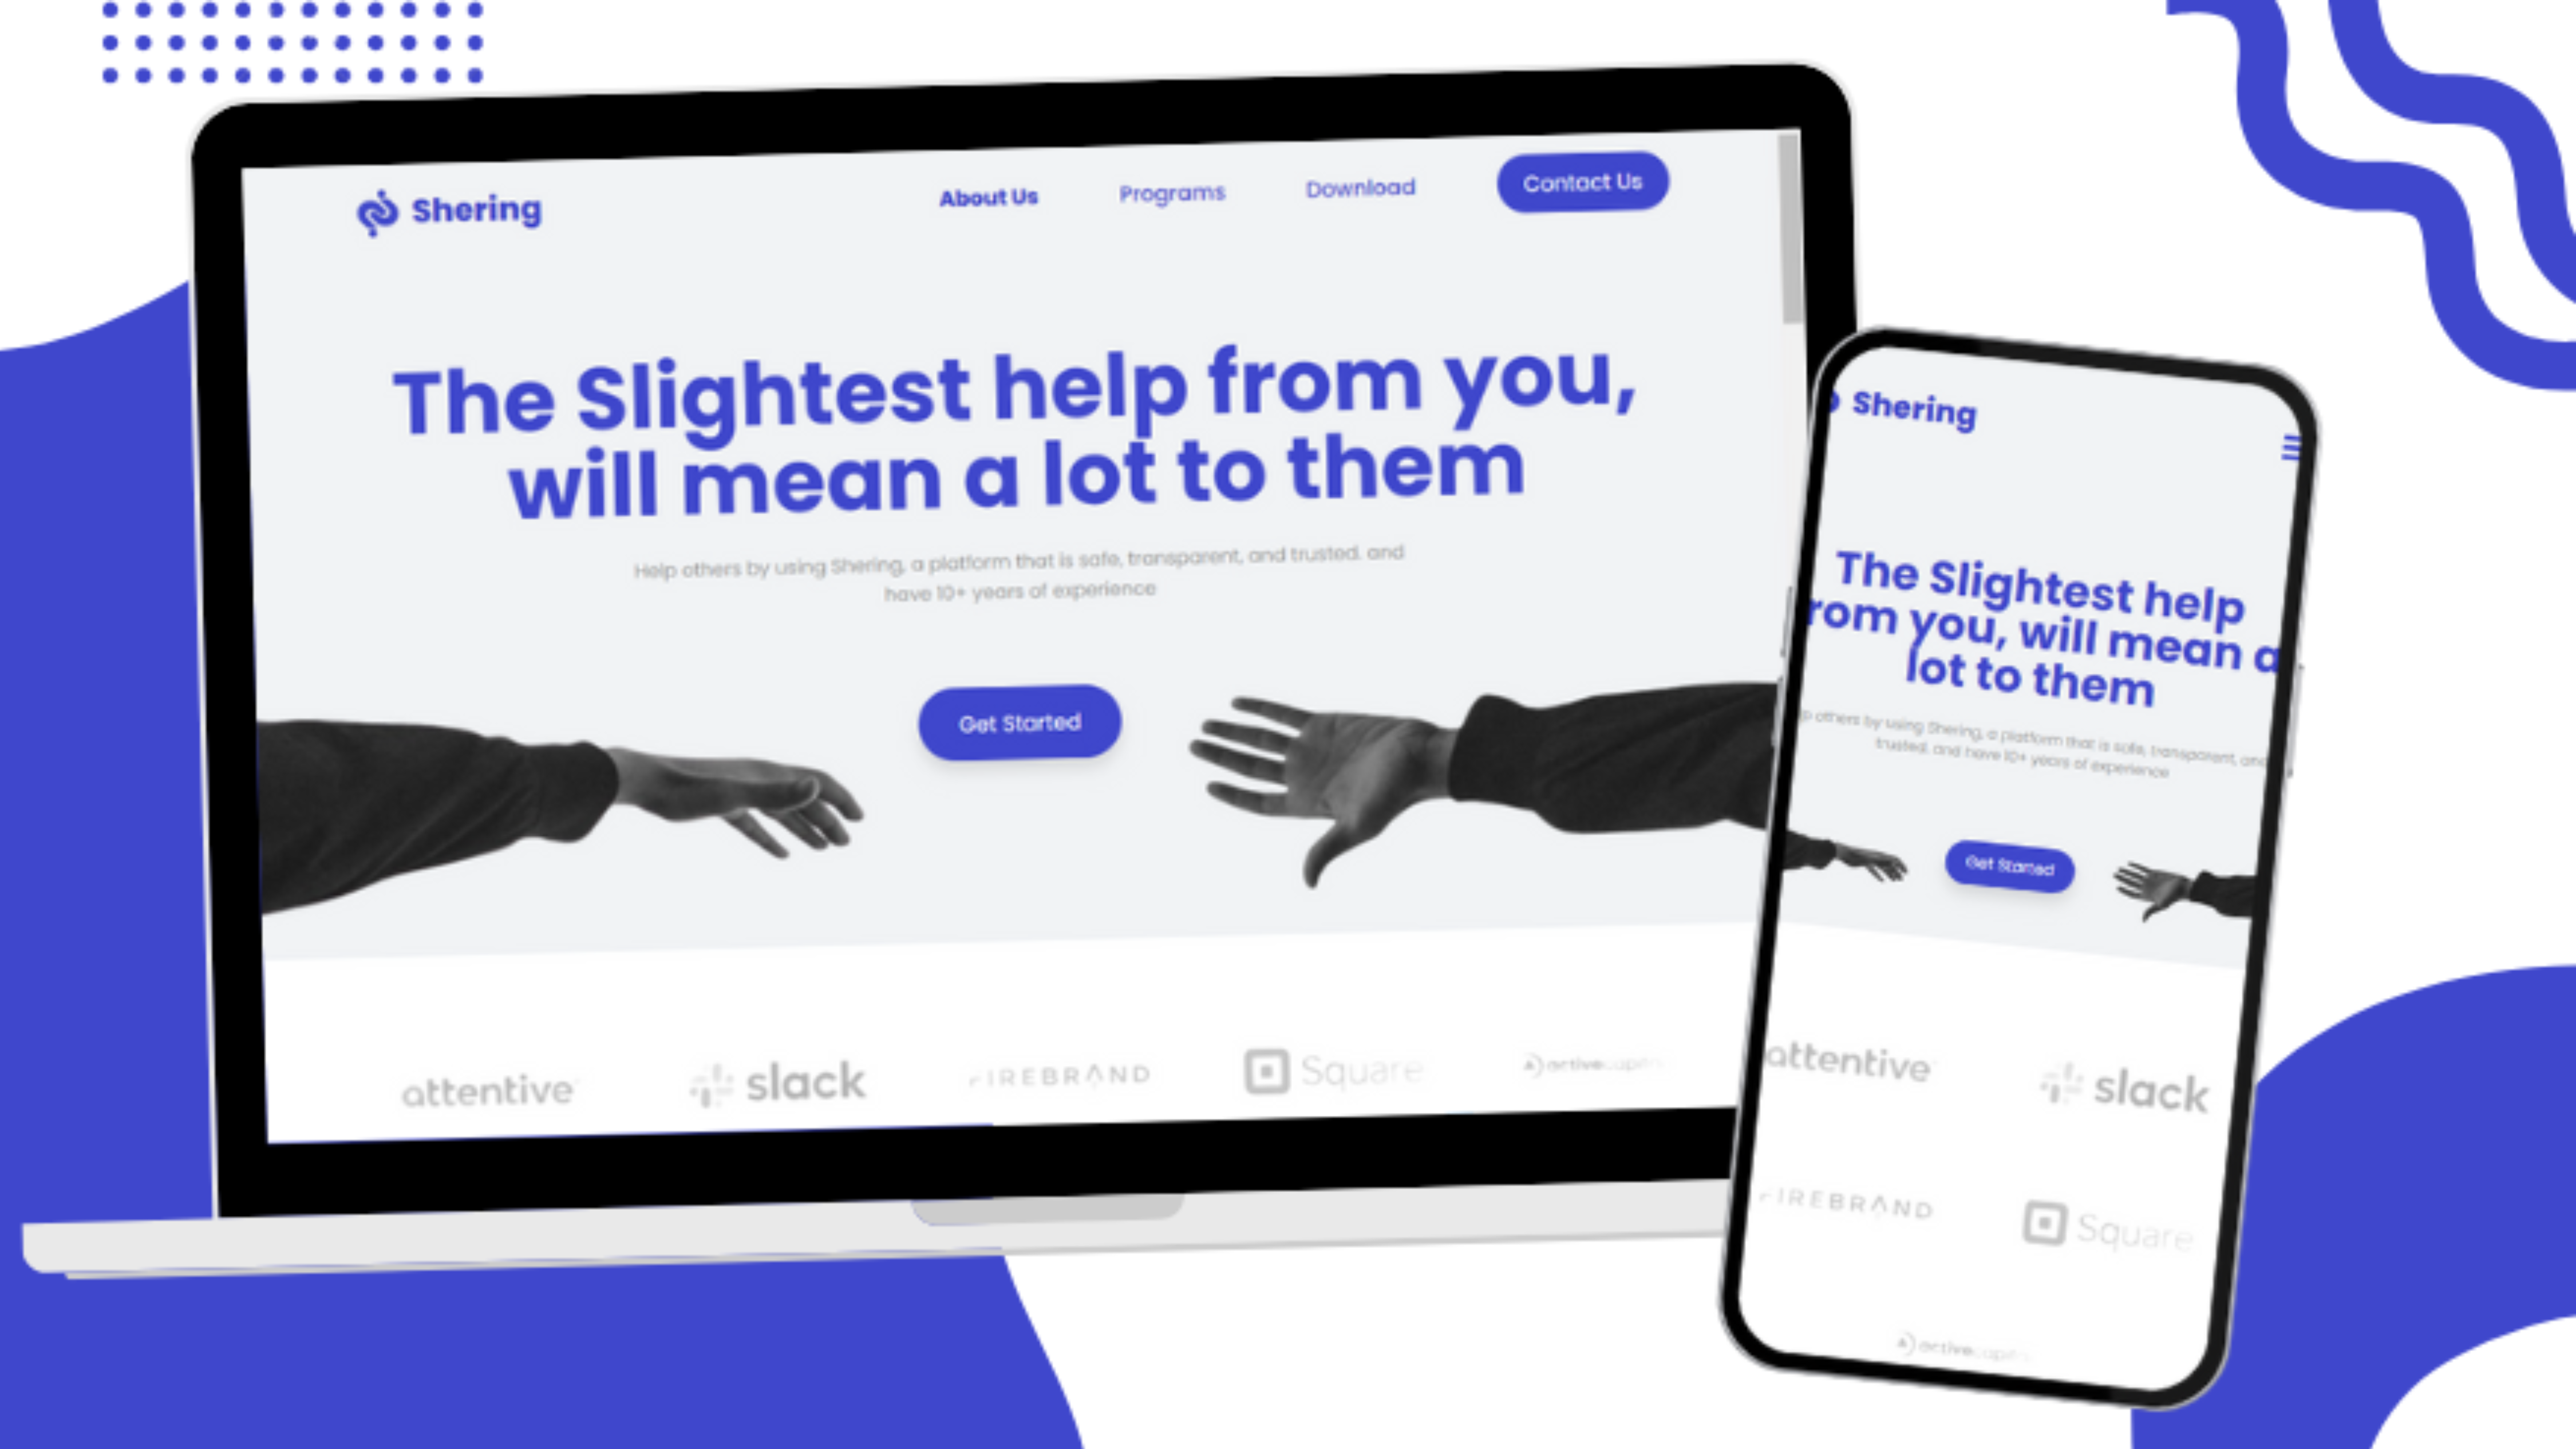 Shering
About Us
Programs
Download
Contact Us
The Slightest help from you,
will mean a lot to them
Help others by using Shering, a platform that is safe, transparent, and trusted. and
have 10+ years of experience
Get Started
attentive
slack
FIREBRAND
Square
activecapital
Shering
The Slightest help
rom you, will mean a
lot to them
p others by using Shering, a platform that is safe, transparent, and
trusted. and have 10+ years of experience
Get Started
attentive
slack
FIREBRAND
Square
activecapital